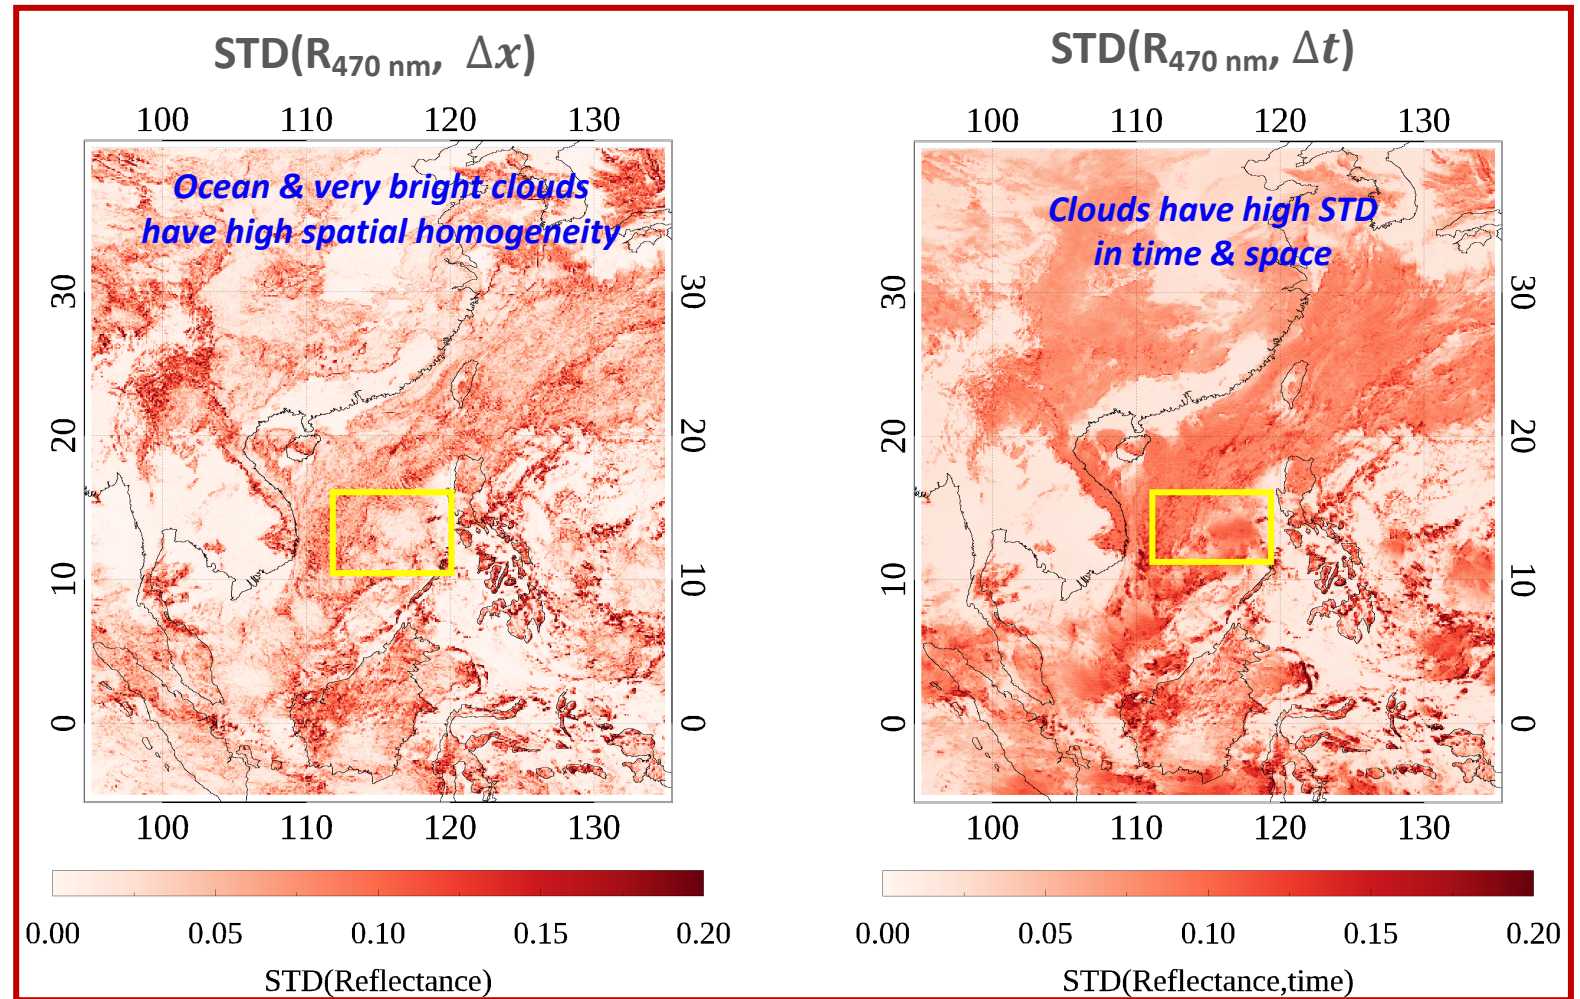 STD(R470 nm, Δx)
STD(R470 nm, Δt)
100 110 120 130
100 110 120 130
Ocean & very bright clouds
have high spatial homogeneity
Clouds have high STD
in time & space
30 30 30 30
20 20 20 20
10 10 10 10
0 0 0 0
100 110 120 130
100 110 120 130
0.00 0.05 0.10 0.15 0.20
0.00 0.05 0.10 0.15 0.20
STD(Reflectance)
STD(Reflectance,time)